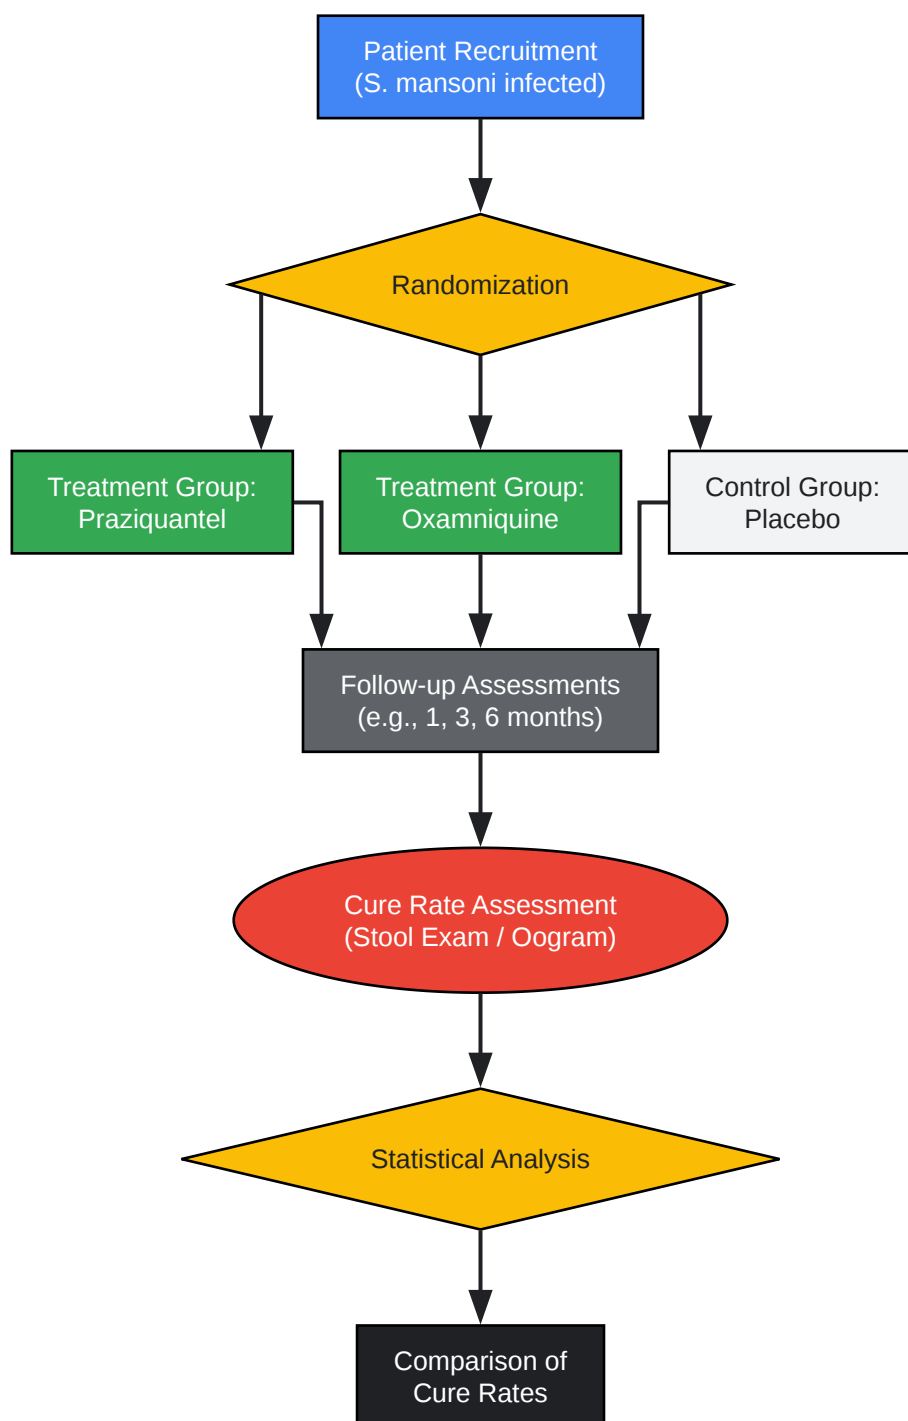 Patient Recruitment
(S. mansoni infected)
Randomization
Treatment Group:
Praziquantel
Treatment Group:
Oxamniquine
Control Group:
Placebo
Follow-up Assessments
(e.g., 1, 3, 6 months)
Cure Rate Assessment
(Stool Exam / Oogram)
Statistical Analysis
Comparison of
Cure Rates